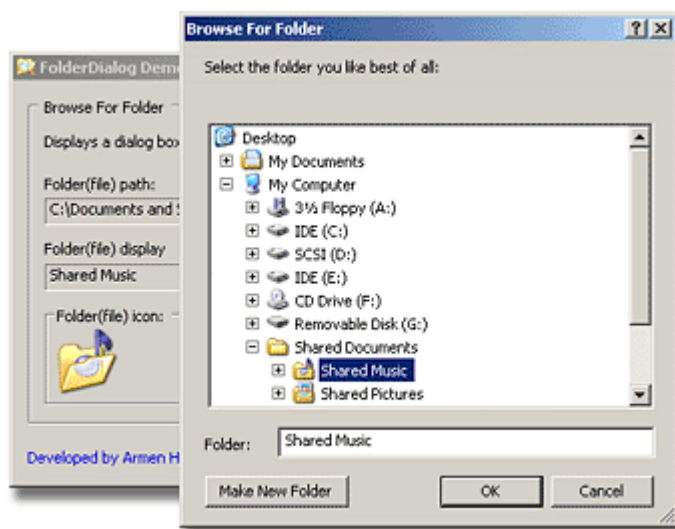 FolderDialog Demo
Browse For Folder
Displays a dialog box
Folder(file) path:
C:\Documents and
Folder(file) display
Shared Music
Folder(file) icon:
Developed by Armen H
Browse For Folder
Select the folder you like best of all:
Desktop
My Documents
My Computer
3½ Floppy (A:)
IDE (C:)
SCSI (D:)
IDE (E:)
CD Drive (F:)
Removable Disk (G:)
Shared Documents
Shared Music
Shared Pictures
Folder: Shared Music
Make New Folder
OK
Cancel